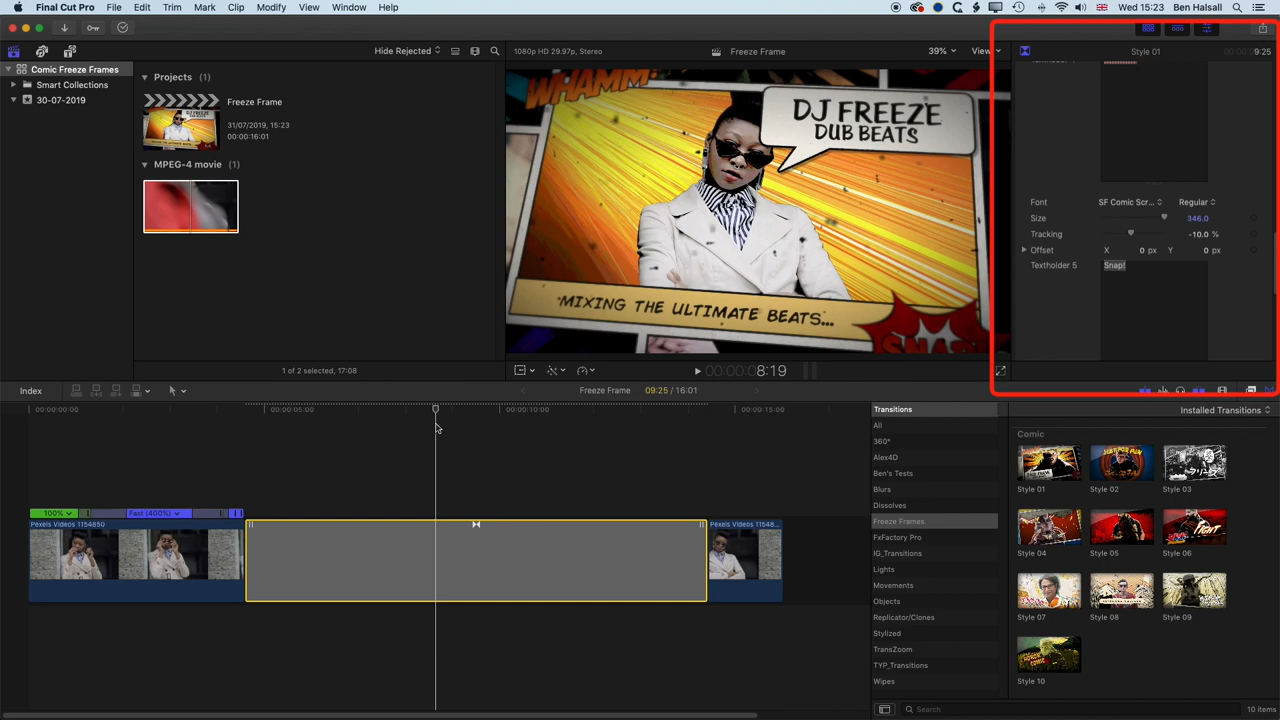 Final Cut Pro File Edit Trim Mark Clip Modify View Window Help Wed 15:23 Ben Halsall
Hide Rejected 1080p HD 29.97p, Stereo Freeze Frame 39% View Style 01 9:25
Comic Freeze Frames
Smart Collections
30-07-2019
Projects (1)
Freeze Frame
31/07/2019, 15:23
00:00:16:01
MPEG-4 movie (1)
1 of 2 selected, 17:08
WHAMM!
DJ FREEZE
DUB BEATS
MIXING THE ULTIMATE BEATS...
8:19
Font SF Comic Scr... Regular
Size 346.0
Tracking -10.0 %
Offset X 0 px Y 0 px
Textholder 5 Snap!
Index Freeze Frame 09:25 / 16:01
00:00:00:00 00:00:05:00 00:00:10:00 00:00:15:00
100% Fast (400%)
Pexels Videos 1154850 Pexels Videos 11548...
Transitions Installed Transitions
All
360°
Alex4D
Ben's Tests
Blurs
Dissolves
Freeze Frames
FxFactory Pro
IG_Transitions
Lights
Movements
Objects
Replicator/Clones
Stylized
TransZoom
TYP_Transitions
Wipes
Comic
Style 01 Style 02 Style 03
Style 04 Style 05 Style 06
Style 07 Style 08 Style 09
Style 10
Search 10 items